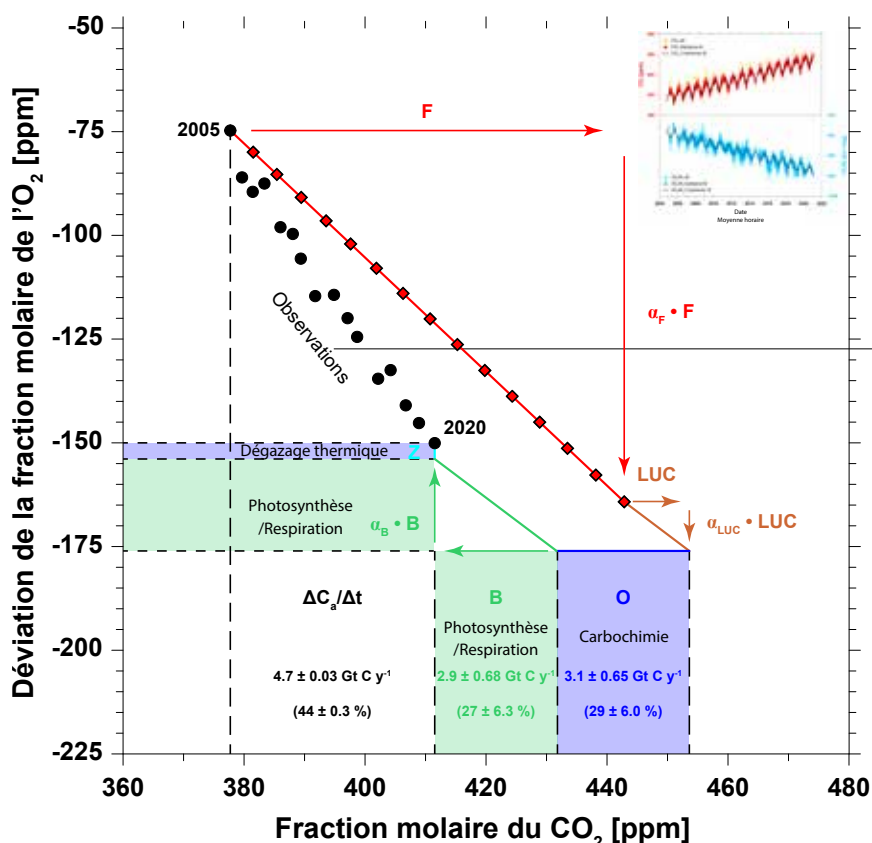 Déviation de la fraction molaire de l'O2 [ppm]
-50
-75
-100
-125
-150
-175
-200
-225
2005
F
Observations
αF • F
2020
Dégazage thermique
Z
LUC
Photosynthèse
/Respiration
αB • B
αLUC • LUC
ΔCa/Δt
B
O
Photosynthèse
/Respiration
Carbochimie
4.7 ± 0.03 Gt C y-1
2.9 ± 0.68 Gt C y-1
3.1 ± 0.65 Gt C y-1
(44 ± 0.3 %)
(27 ± 6.3 %)
(29 ± 6.0 %)
360
380
400
420
440
460
480
Fraction molaire du CO2 [ppm]
Date
Moyenne horaire